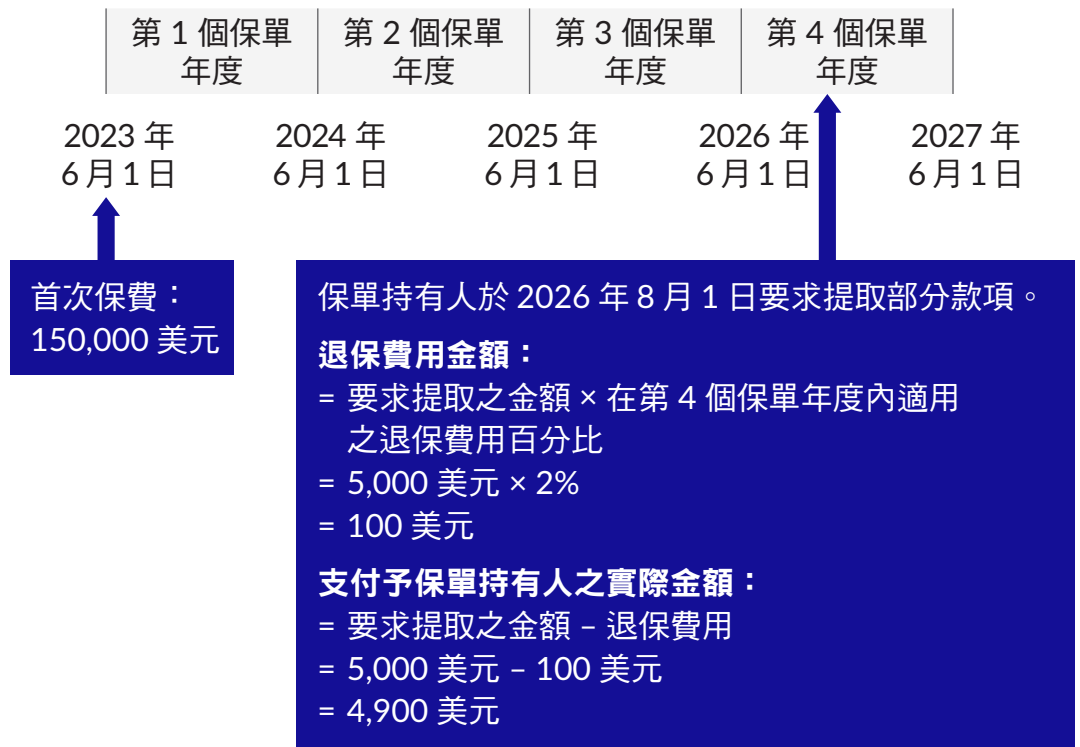 第 1 個保單
年度
第 2 個保單
年度
第 3 個保單
年度
第 4 個保單
年度
2023 年
6 月 1 日
2024 年
6 月 1 日
2025 年
6 月 1 日
2026 年
6 月 1 日
2027 年
6 月 1 日
首次保費：
150,000 美元
保單持有人於 2026 年 8 月 1 日要求提取部分款項。
退保費用金額：
= 要求提取之金額 × 在第 4 個保單年度內適用
之退保費用百分比
= 5,000 美元 × 2%
= 100 美元
支付予保單持有人之實際金額：
= 要求提取之金額 – 退保費用
= 5,000 美元 – 100 美元
= 4,900 美元